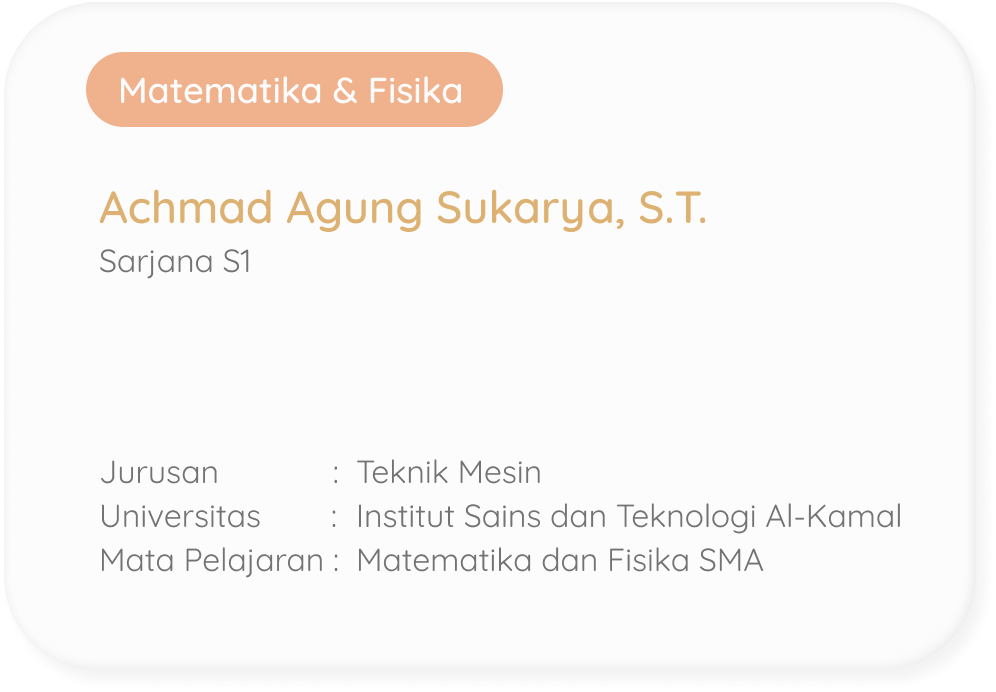 Matematika & Fisika
Achmad Agung Sukarya, S.T.
Sarjana S1
Jurusan : Teknik Mesin
Universitas : Institut Sains dan Teknologi Al-Kamal
Mata Pelajaran : Matematika dan Fisika SMA